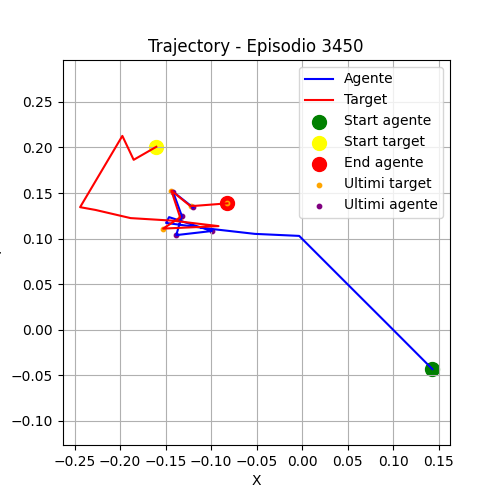 Trajectory - Episodio 3450
Agente
Target
Start agente
Start target
End agente
Ultimi target
Ultimi agente
0.25
0.20
0.15
0.10
0.05
0.00
−0.05
−0.10
−0.25 −0.20 −0.15 −0.10 −0.05 0.00 0.05 0.10 0.15
X